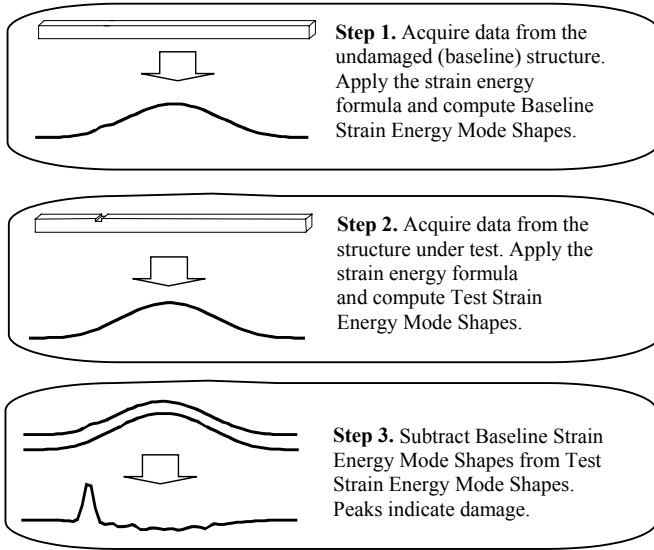 Step 1. Acquire data from the
undamaged (baseline) structure.
Apply the strain energy
formula and compute Baseline
Strain Energy Mode Shapes.
Step 2. Acquire data from the
structure under test. Apply the
strain energy formula
and compute Test Strain
Energy Mode Shapes.
Step 3. Subtract Baseline Strain
Energy Mode Shapes from Test
Strain Energy Mode Shapes.
Peaks indicate damage.